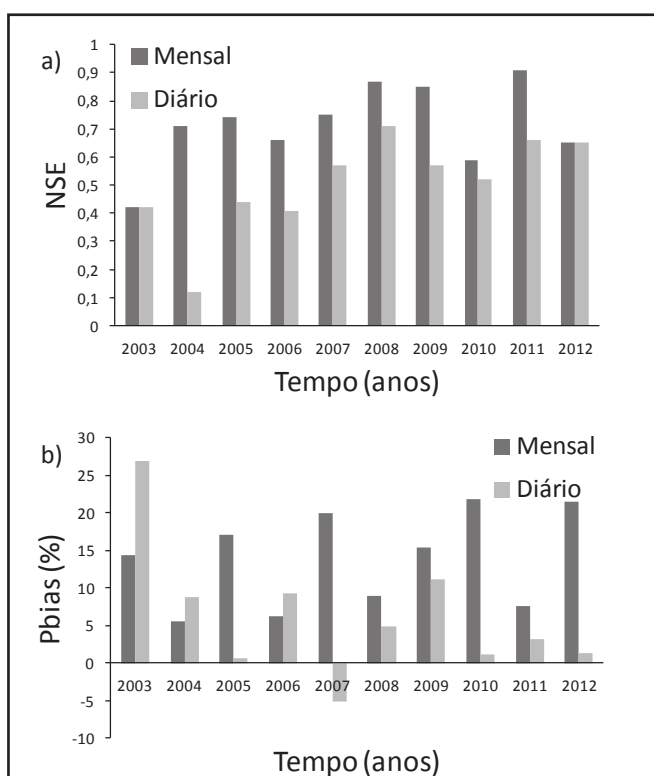 a)
Mensal
Diário
NSE
1
0,9
0,8
0,7
0,6
0,5
0,4
0,3
0,2
0,1
0
2003 2004 2005 2006 2007 2008 2009 2010 2011 2012
Tempo (anos)
b)
Mensal
Diário
Pbias (%)
30
25
20
15
10
5
0
-5
-10
2003 2004 2005 2006 2007 2008 2009 2010 2011 2012
Tempo (anos)